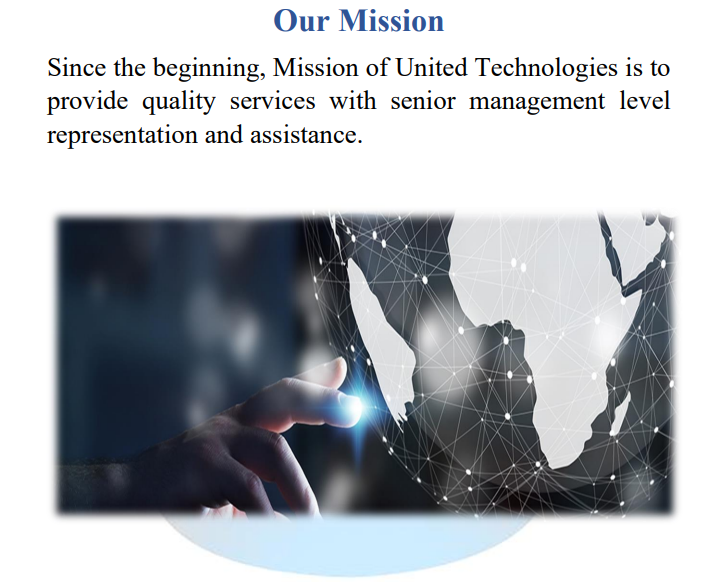 Our Mission
Since the beginning, Mission of United Technologies is to
provide quality services with senior management level
representation and assistance.